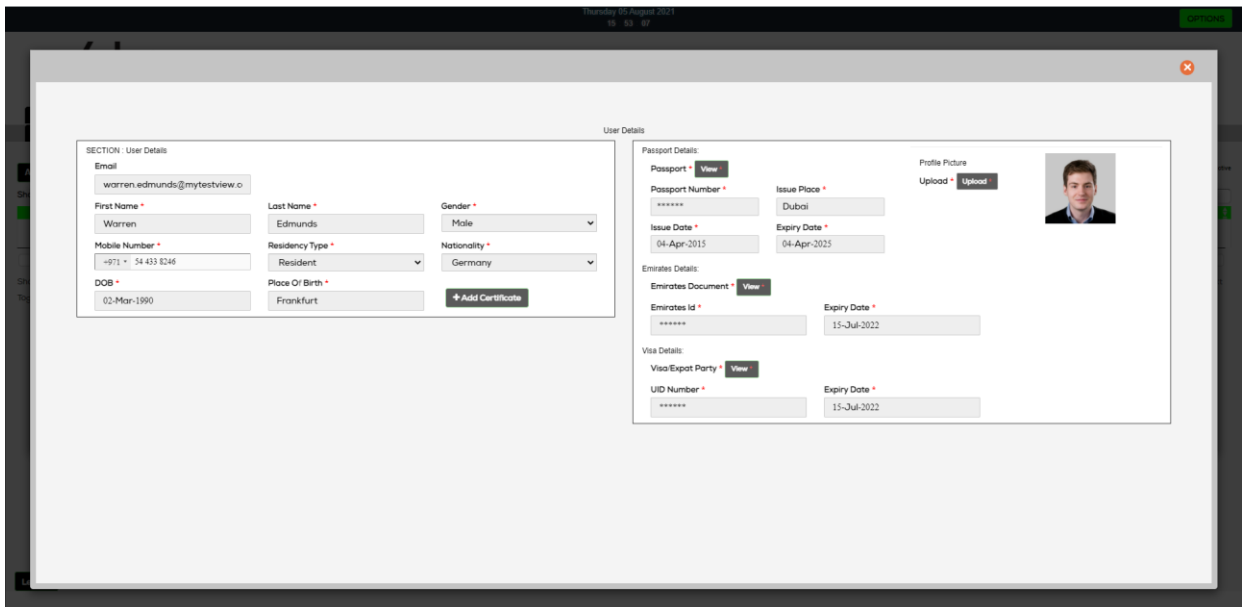 Thursday 05 August 2021
15 53 07
OPTIONS
User Details
SECTION : User Details
Email
warren.edmunds@mytestview.o
First Name *
Last Name *
Gender *
Warren
Edmunds
Male
Mobile Number *
Residency Type *
Nationality *
+971
54 433 8246
Resident
Germany
DOB *
Place Of Birth *
02-Mar-1990
Frankfurt
+ Add Certificate
Passport Details:
Passport * View *
Passport Number *
Issue Place *
******
Dubai
Issue Date *
Expiry Date *
04-Apr-2015
04-Apr-2025
Profile Picture
Upload * Upload *
Emirates Details:
Emirates Document * View *
Emirates Id *
Expiry Date *
******
15-Jul-2022
Visa Details:
Visa/Expat Party * View *
UID Number *
Expiry Date *
******
15-Jul-2022